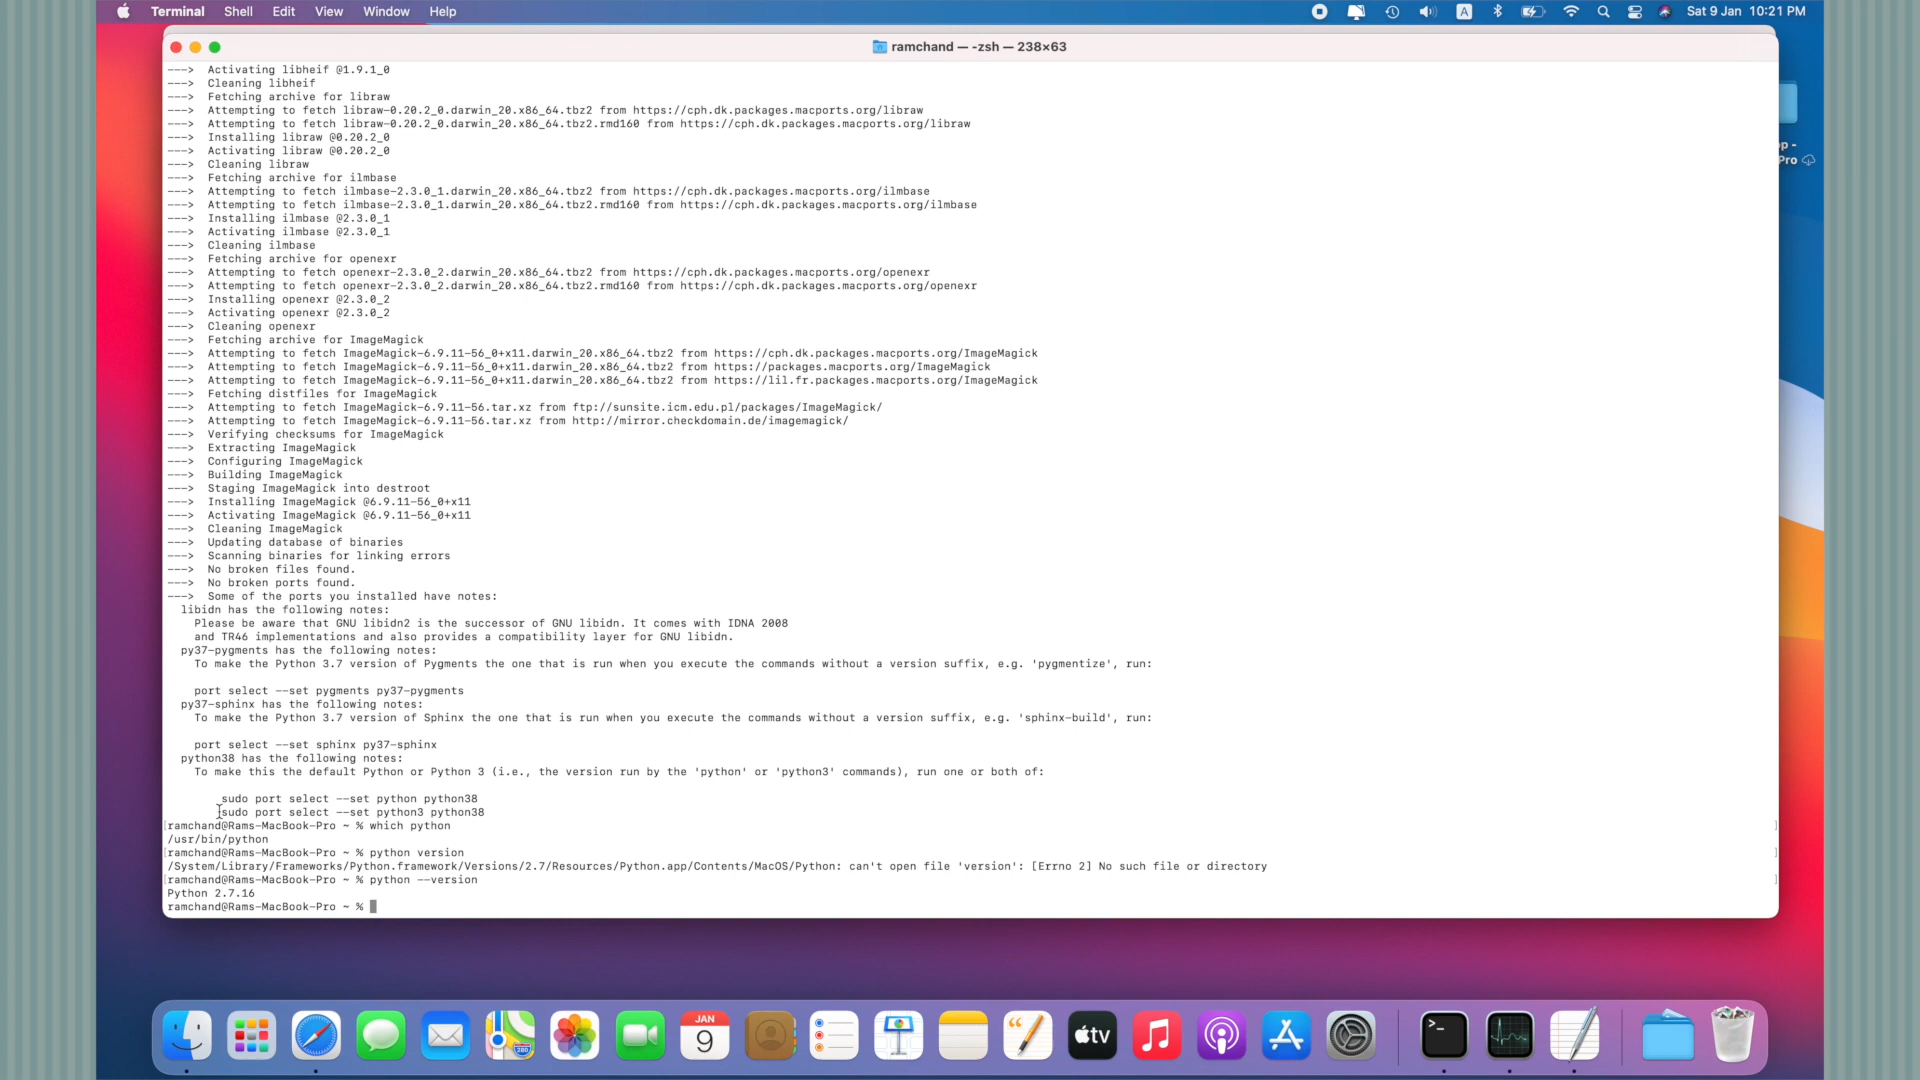 Terminal Shell Edit View Window Help
A
Sat 9 Jan 10:21 PM
ramchand — -zsh — 238×63
---> Activating libheif @1.9.1_0
---> Cleaning libheif
---> Fetching archive for libraw
---> Attempting to fetch libraw-0.20.2_0.darwin_20.x86_64.tbz2 from https://cph.dk.packages.macports.org/libraw
---> Attempting to fetch libraw-0.20.2_0.darwin_20.x86_64.tbz2.rmd160 from https://cph.dk.packages.macports.org/libraw
---> Installing libraw @0.20.2_0
---> Activating libraw @0.20.2_0
---> Cleaning libraw
---> Fetching archive for ilmbase
---> Attempting to fetch ilmbase-2.3.0_1.darwin_20.x86_64.tbz2 from https://cph.dk.packages.macports.org/ilmbase
---> Attempting to fetch ilmbase-2.3.0_1.darwin_20.x86_64.tbz2.rmd160 from https://cph.dk.packages.macports.org/ilmbase
---> Installing ilmbase @2.3.0_1
---> Activating ilmbase @2.3.0_1
---> Cleaning ilmbase
---> Fetching archive for openexr
---> Attempting to fetch openexr-2.3.0_2.darwin_20.x86_64.tbz2 from https://cph.dk.packages.macports.org/openexr
---> Attempting to fetch openexr-2.3.0_2.darwin_20.x86_64.tbz2.rmd160 from https://cph.dk.packages.macports.org/openexr
---> Installing openexr @2.3.0_2
---> Activating openexr @2.3.0_2
---> Cleaning openexr
---> Fetching archive for ImageMagick
---> Attempting to fetch ImageMagick-6.9.11-56_0+x11.darwin_20.x86_64.tbz2 from https://cph.dk.packages.macports.org/ImageMagick
---> Attempting to fetch ImageMagick-6.9.11-56_0+x11.darwin_20.x86_64.tbz2 from https://packages.macports.org/ImageMagick
---> Attempting to fetch ImageMagick-6.9.11-56_0+x11.darwin_20.x86_64.tbz2 from https://lil.fr.packages.macports.org/ImageMagick
---> Fetching distfiles for ImageMagick
---> Attempting to fetch ImageMagick-6.9.11-56.tar.xz from ftp://sunsite.icm.edu.pl/packages/ImageMagick/
---> Attempting to fetch ImageMagick-6.9.11-56.tar.xz from http://mirror.checkdomain.de/imagemagick/
---> Verifying checksums for ImageMagick
---> Extracting ImageMagick
---> Configuring ImageMagick
---> Building ImageMagick
---> Staging ImageMagick into destroot
---> Installing ImageMagick @6.9.11-56_0+x11
---> Activating ImageMagick @6.9.11-56_0+x11
---> Cleaning ImageMagick
---> Updating database of binaries
---> Scanning binaries for linking errors
---> No broken files found.
---> No broken ports found.
---> Some of the ports you installed have notes:
libidn has the following notes:
Please be aware that GNU libidn2 is the successor of GNU libidn. It comes with IDNA 2008
and TR46 implementations and also provides a compatibility layer for GNU libidn.
py37-pygments has the following notes:
To make the Python 3.7 version of Pygments the one that is run when you execute the commands without a version suffix, e.g. 'pygmentize', run:
port select --set pygments py37-pygments
py37-sphinx has the following notes:
To make the Python 3.7 version of Sphinx the one that is run when you execute the commands without a version suffix, e.g. 'sphinx-build', run:
port select --set sphinx py37-sphinx
python38 has the following notes:
To make this the default Python or Python 3 (i.e., the version run by the 'python' or 'python3' commands), run one or both of:
sudo port select --set python python38
sudo port select --set python3 python38
[ramchand@Rams-MacBook-Pro ~ % which python ]
/usr/bin/python
[ramchand@Rams-MacBook-Pro ~ % python version ]
/System/Library/Frameworks/Python.framework/Versions/2.7/Resources/Python.app/Contents/MacOS/Python: can't open file 'version': [Errno 2] No such file or directory
[ramchand@Rams-MacBook-Pro ~ % python --version ]
Python 2.7.16
ramchand@Rams-MacBook-Pro ~ %
op -
Pro
280
JAN
9
tv
>_